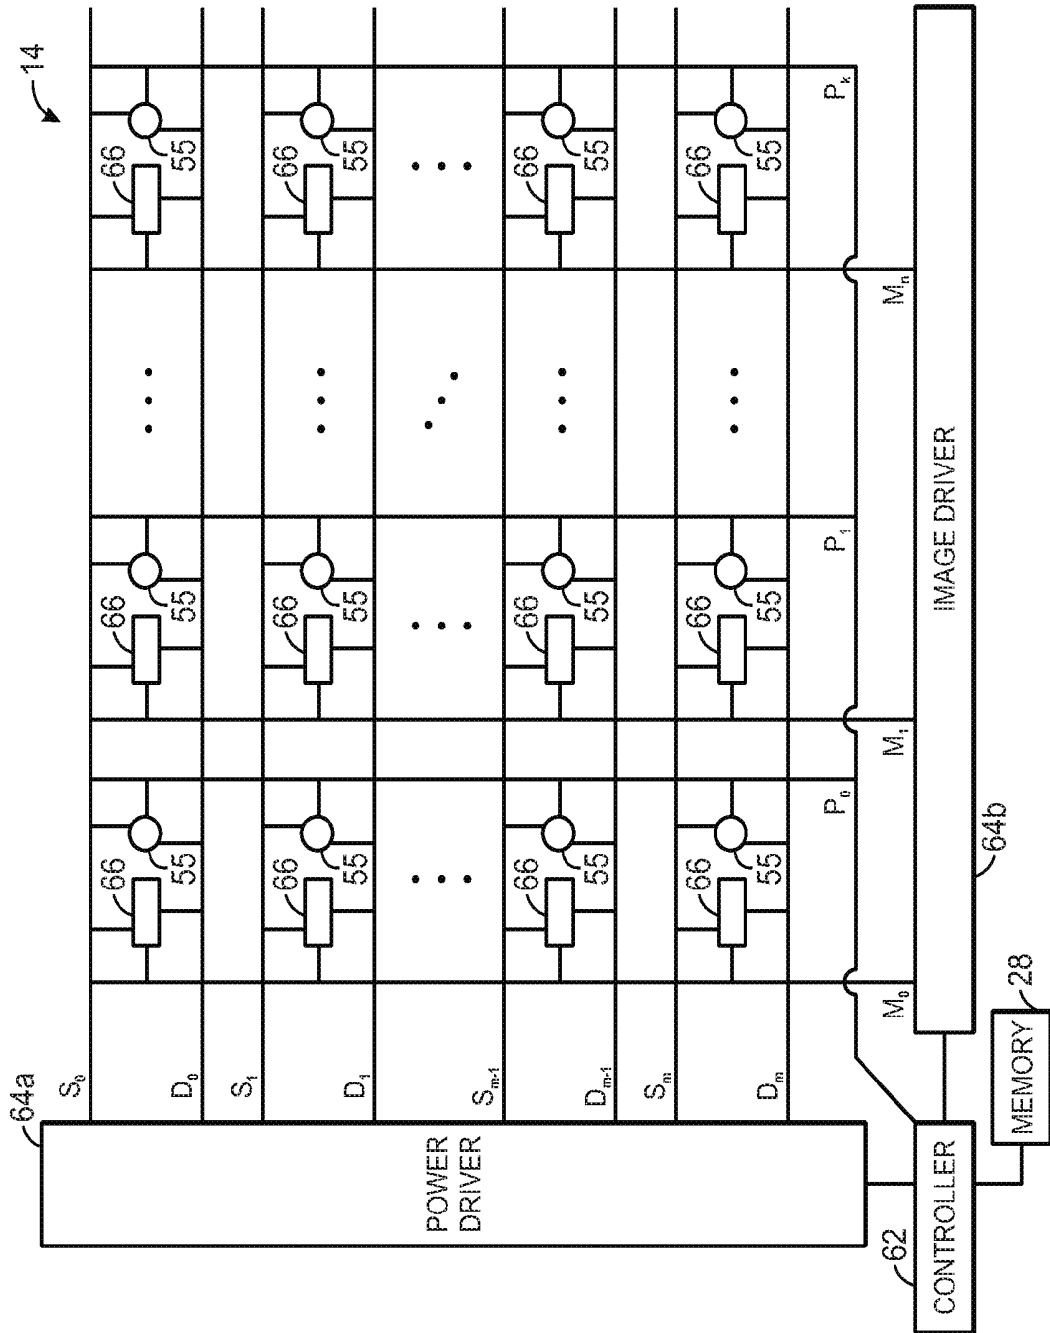 64a
14
S0
66 66 66
D0 55 55 55
S1
66 66 66
D1 55 55 55
POWER
DRIVER
Sm-1
66 66 66
Dm-1 55 55 55
Sm
66 66 66
Dm 55 55 55
P0 P1 Pk
62
M0 M1 Mn
CONTROLLER
IMAGE DRIVER
64b
MEMORY
28